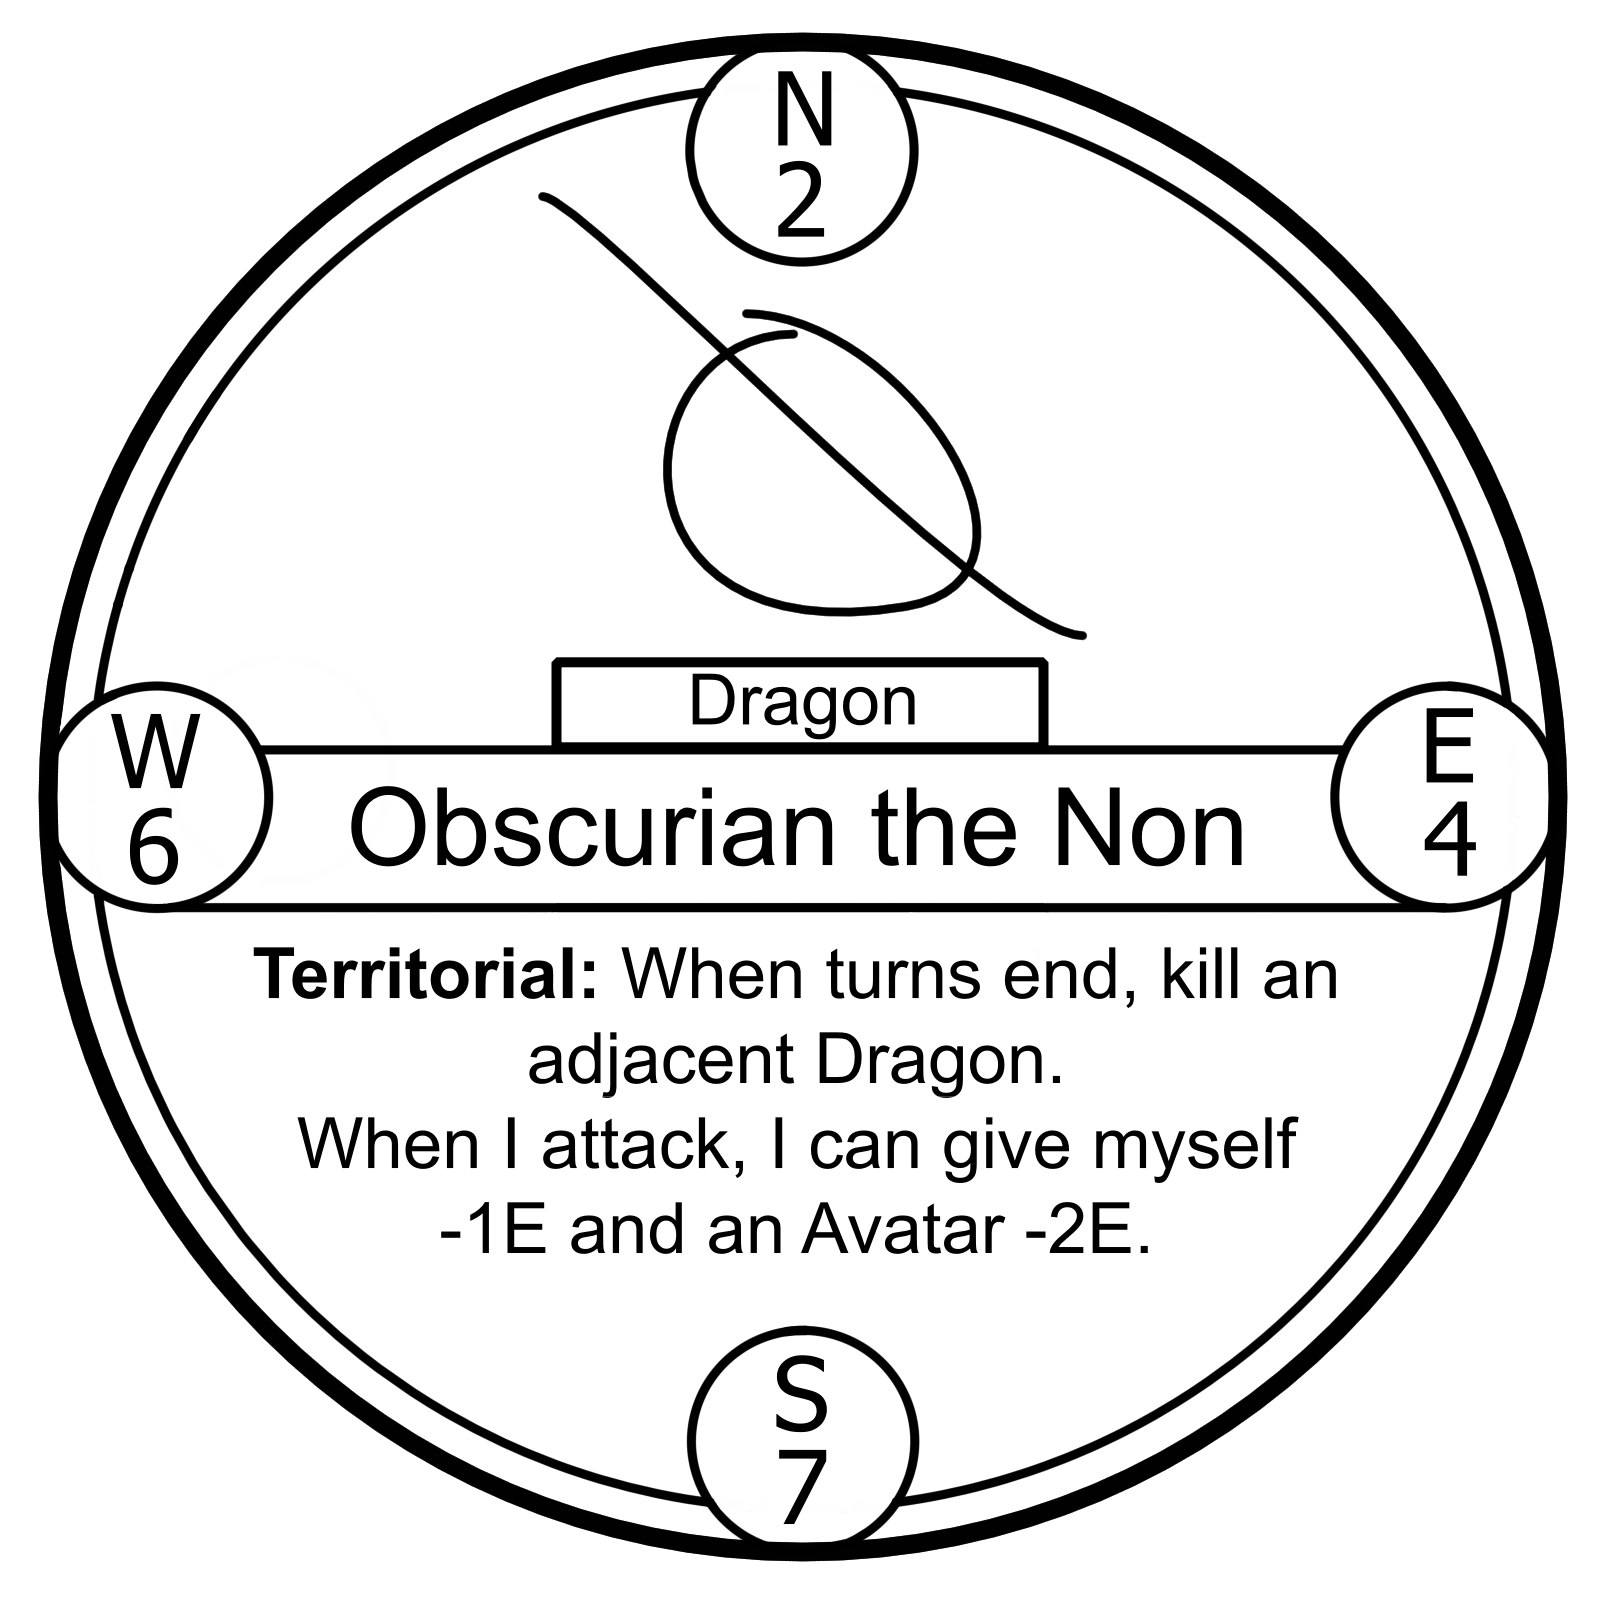 N
2
Dragon
W
6
Obscurian the Non
E
4
Territorial: When turns end, kill an
adjacent Dragon.
When I attack, I can give myself
-1E and an Avatar -2E.
S
7